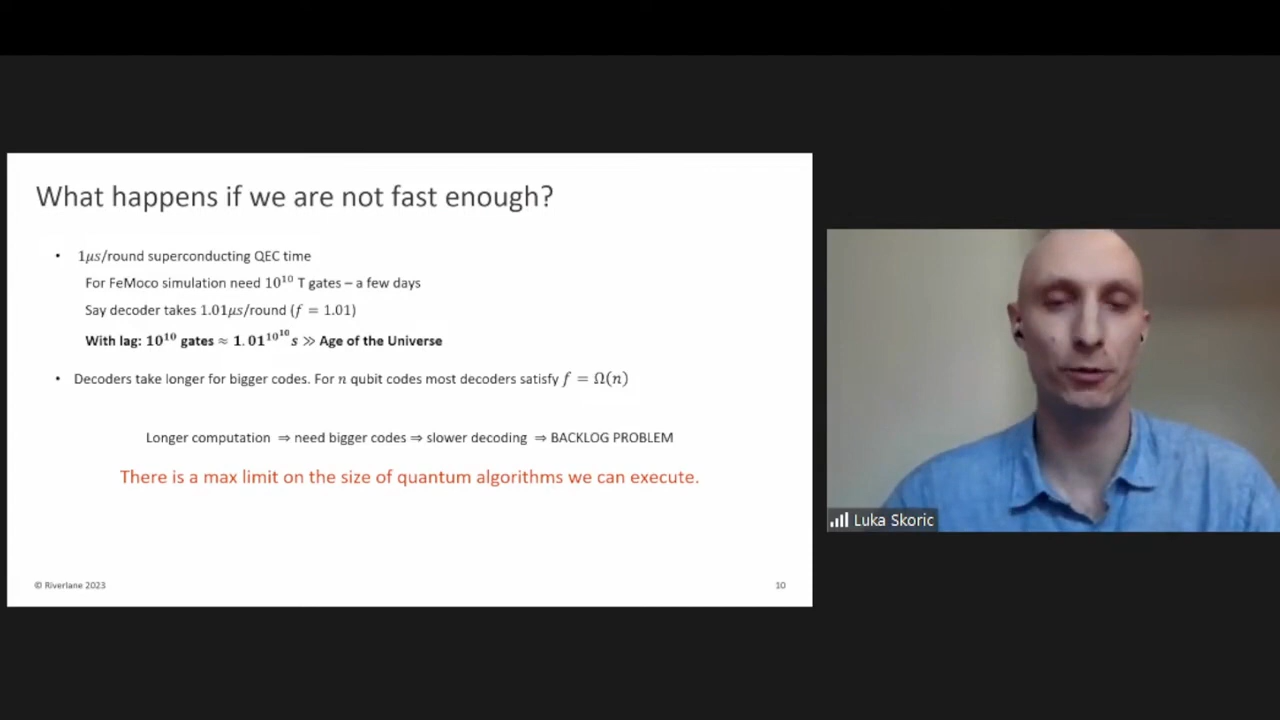 What happens if we are not fast enough?
• 1μs/round superconducting QEC time
For FeMoco simulation need 10¹⁰ T gates – a few days
Say decoder takes 1.01μs/round (f = 1.01)
With lag: 10¹⁰ gates ≈ 1.01^10^10 s ≫ Age of the Universe
• Decoders take longer for bigger codes. For n qubit codes most decoders satisfy f = Ω(n)
Longer computation ⇒ need bigger codes ⇒ slower decoding ⇒ BACKLOG PROBLEM
There is a max limit on the size of quantum algorithms we can execute.
© Riverlane 2023
10
Luka Skoric